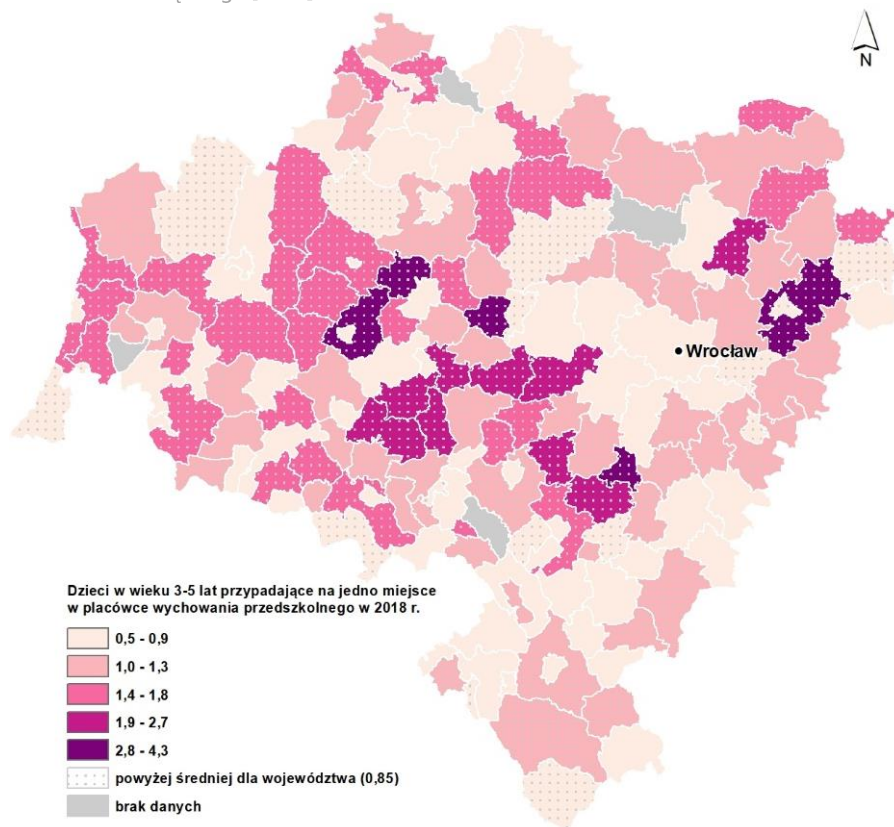 N
Wrocław
Dzieci w wieku 3-5 lat przypadające na jedno miejsce
w placówce wychowania przedszkolnego w 2018 r.
0,5 - 0,9
1,0 - 1,3
1,4 - 1,8
1,9 - 2,7
2,8 - 4,3
powyżej średniej dla województwa (0,85)
brak danych